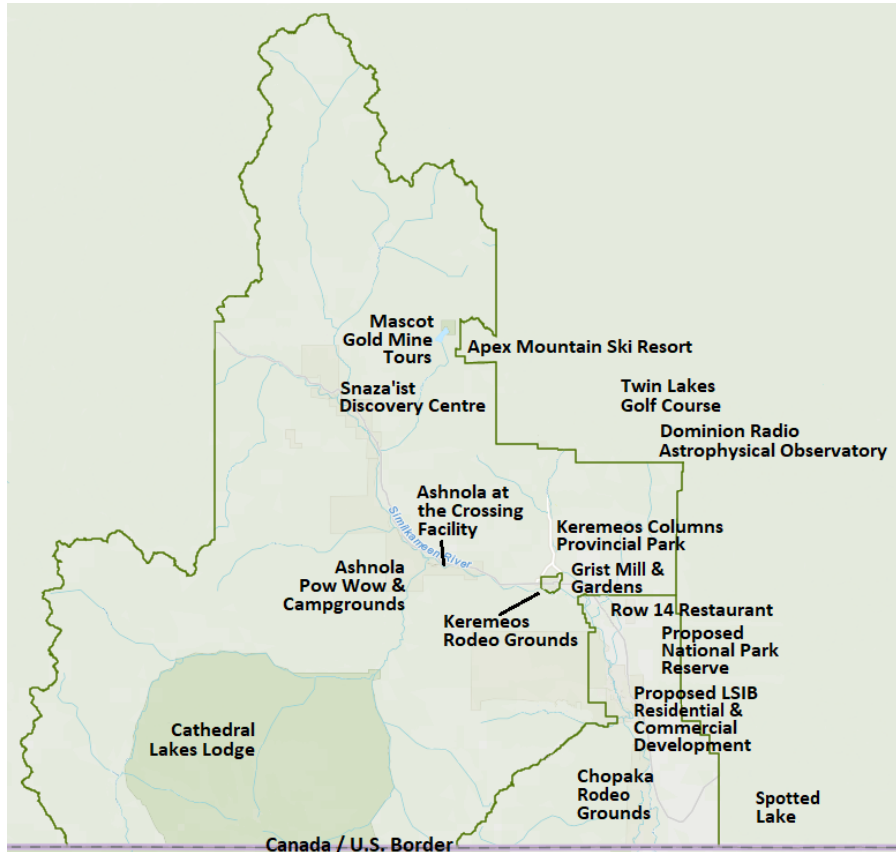 Mascot
Gold Mine
Tours
Apex Mountain Ski Resort
Snaza'ist
Discovery Centre
Twin Lakes
Golf Course
Dominion Radio
Astrophysical Observatory
Ashnola at
the Crossing
Facility
Similkameen River
Keremeos Columns
Provincial Park
Ashnola
Pow Wow &
Campgrounds
Grist Mill &
Gardens
Keremeos
Rodeo Grounds
Row 14 Restaurant
Proposed
National Park
Reserve
Proposed LSIB
Residential &
Commercial
Development
Cathedral
Lakes Lodge
Chopaka
Rodeo
Grounds
Spotted
Lake
Canada / U.S. Border